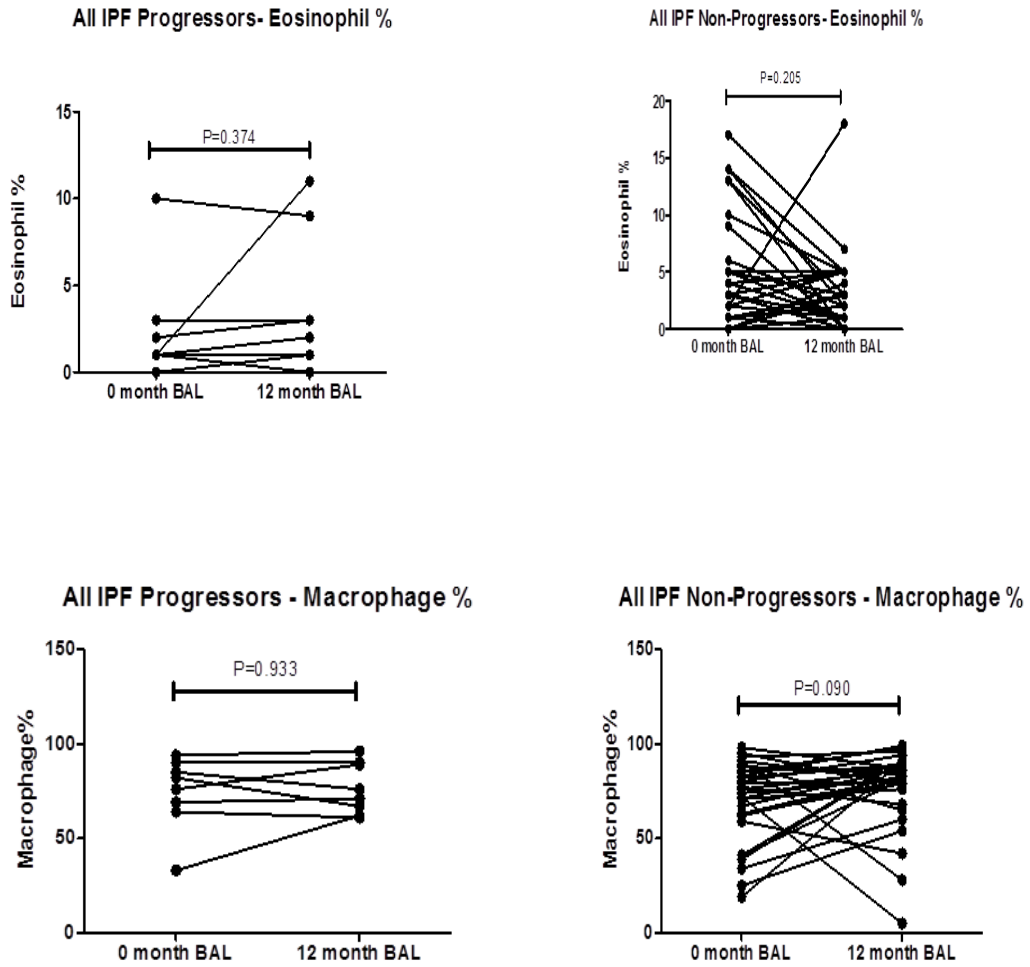 All IPF Progressors- Eosinophil %
P=0.374
15
10
5
0
Eosinophil %
0 month BAL 12 month BAL
All IPF Non-Progressors- Eosinophil %
P=0.205
20
15
10
5
0
Eosinophil %
0 month BAL 12 month BAL
All IPF Progressors - Macrophage %
P=0.933
150
100
50
0
Macrophage%
0 month BAL 12 month BAL
All IPF Non-Progressors - Macrophage %
P=0.090
150
100
50
0
Macrophage%
0 month BAL 12 month BAL